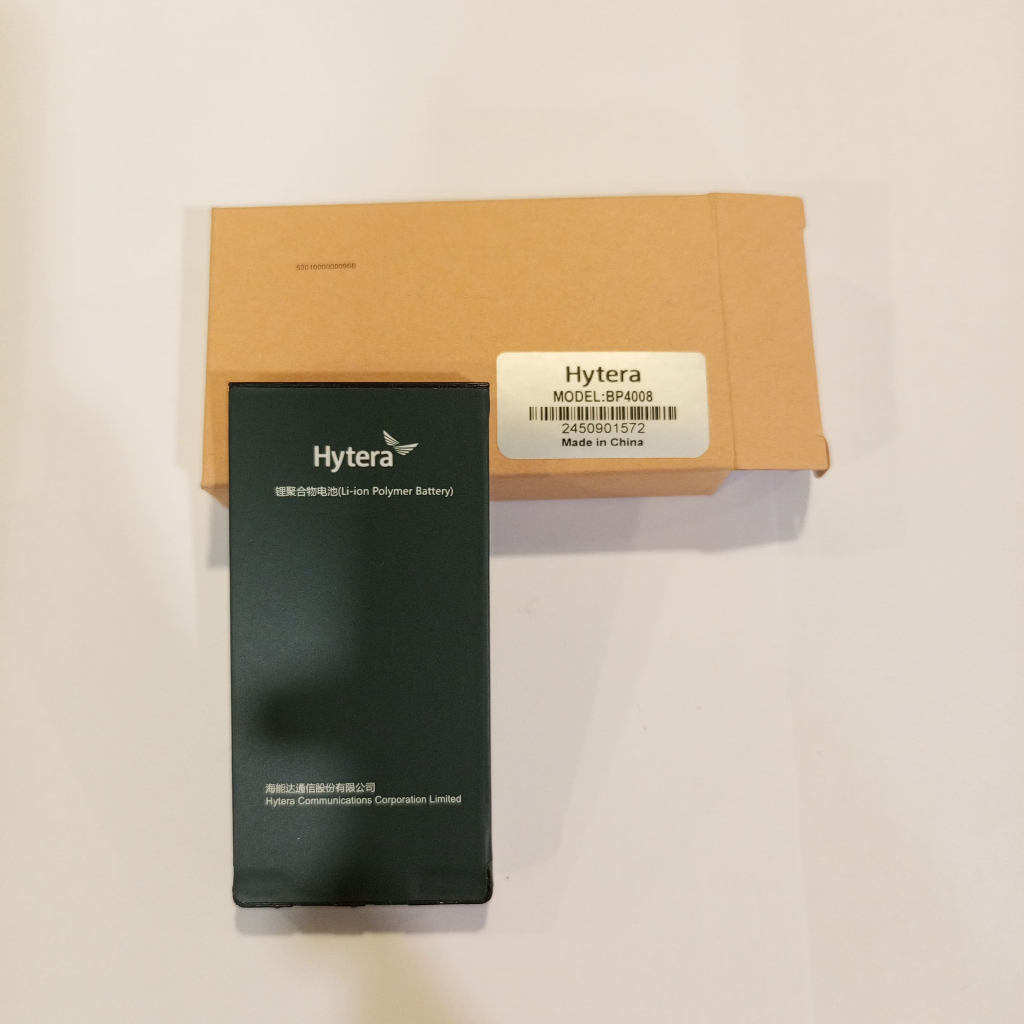 520100000096B
Hytera
MODEL:BP4008
2450901572
Made in China
Hytera
锂聚合物电池(Li-ion Polymer Battery)
海能达通信股份有限公司
Hytera Communications Corporation Limited